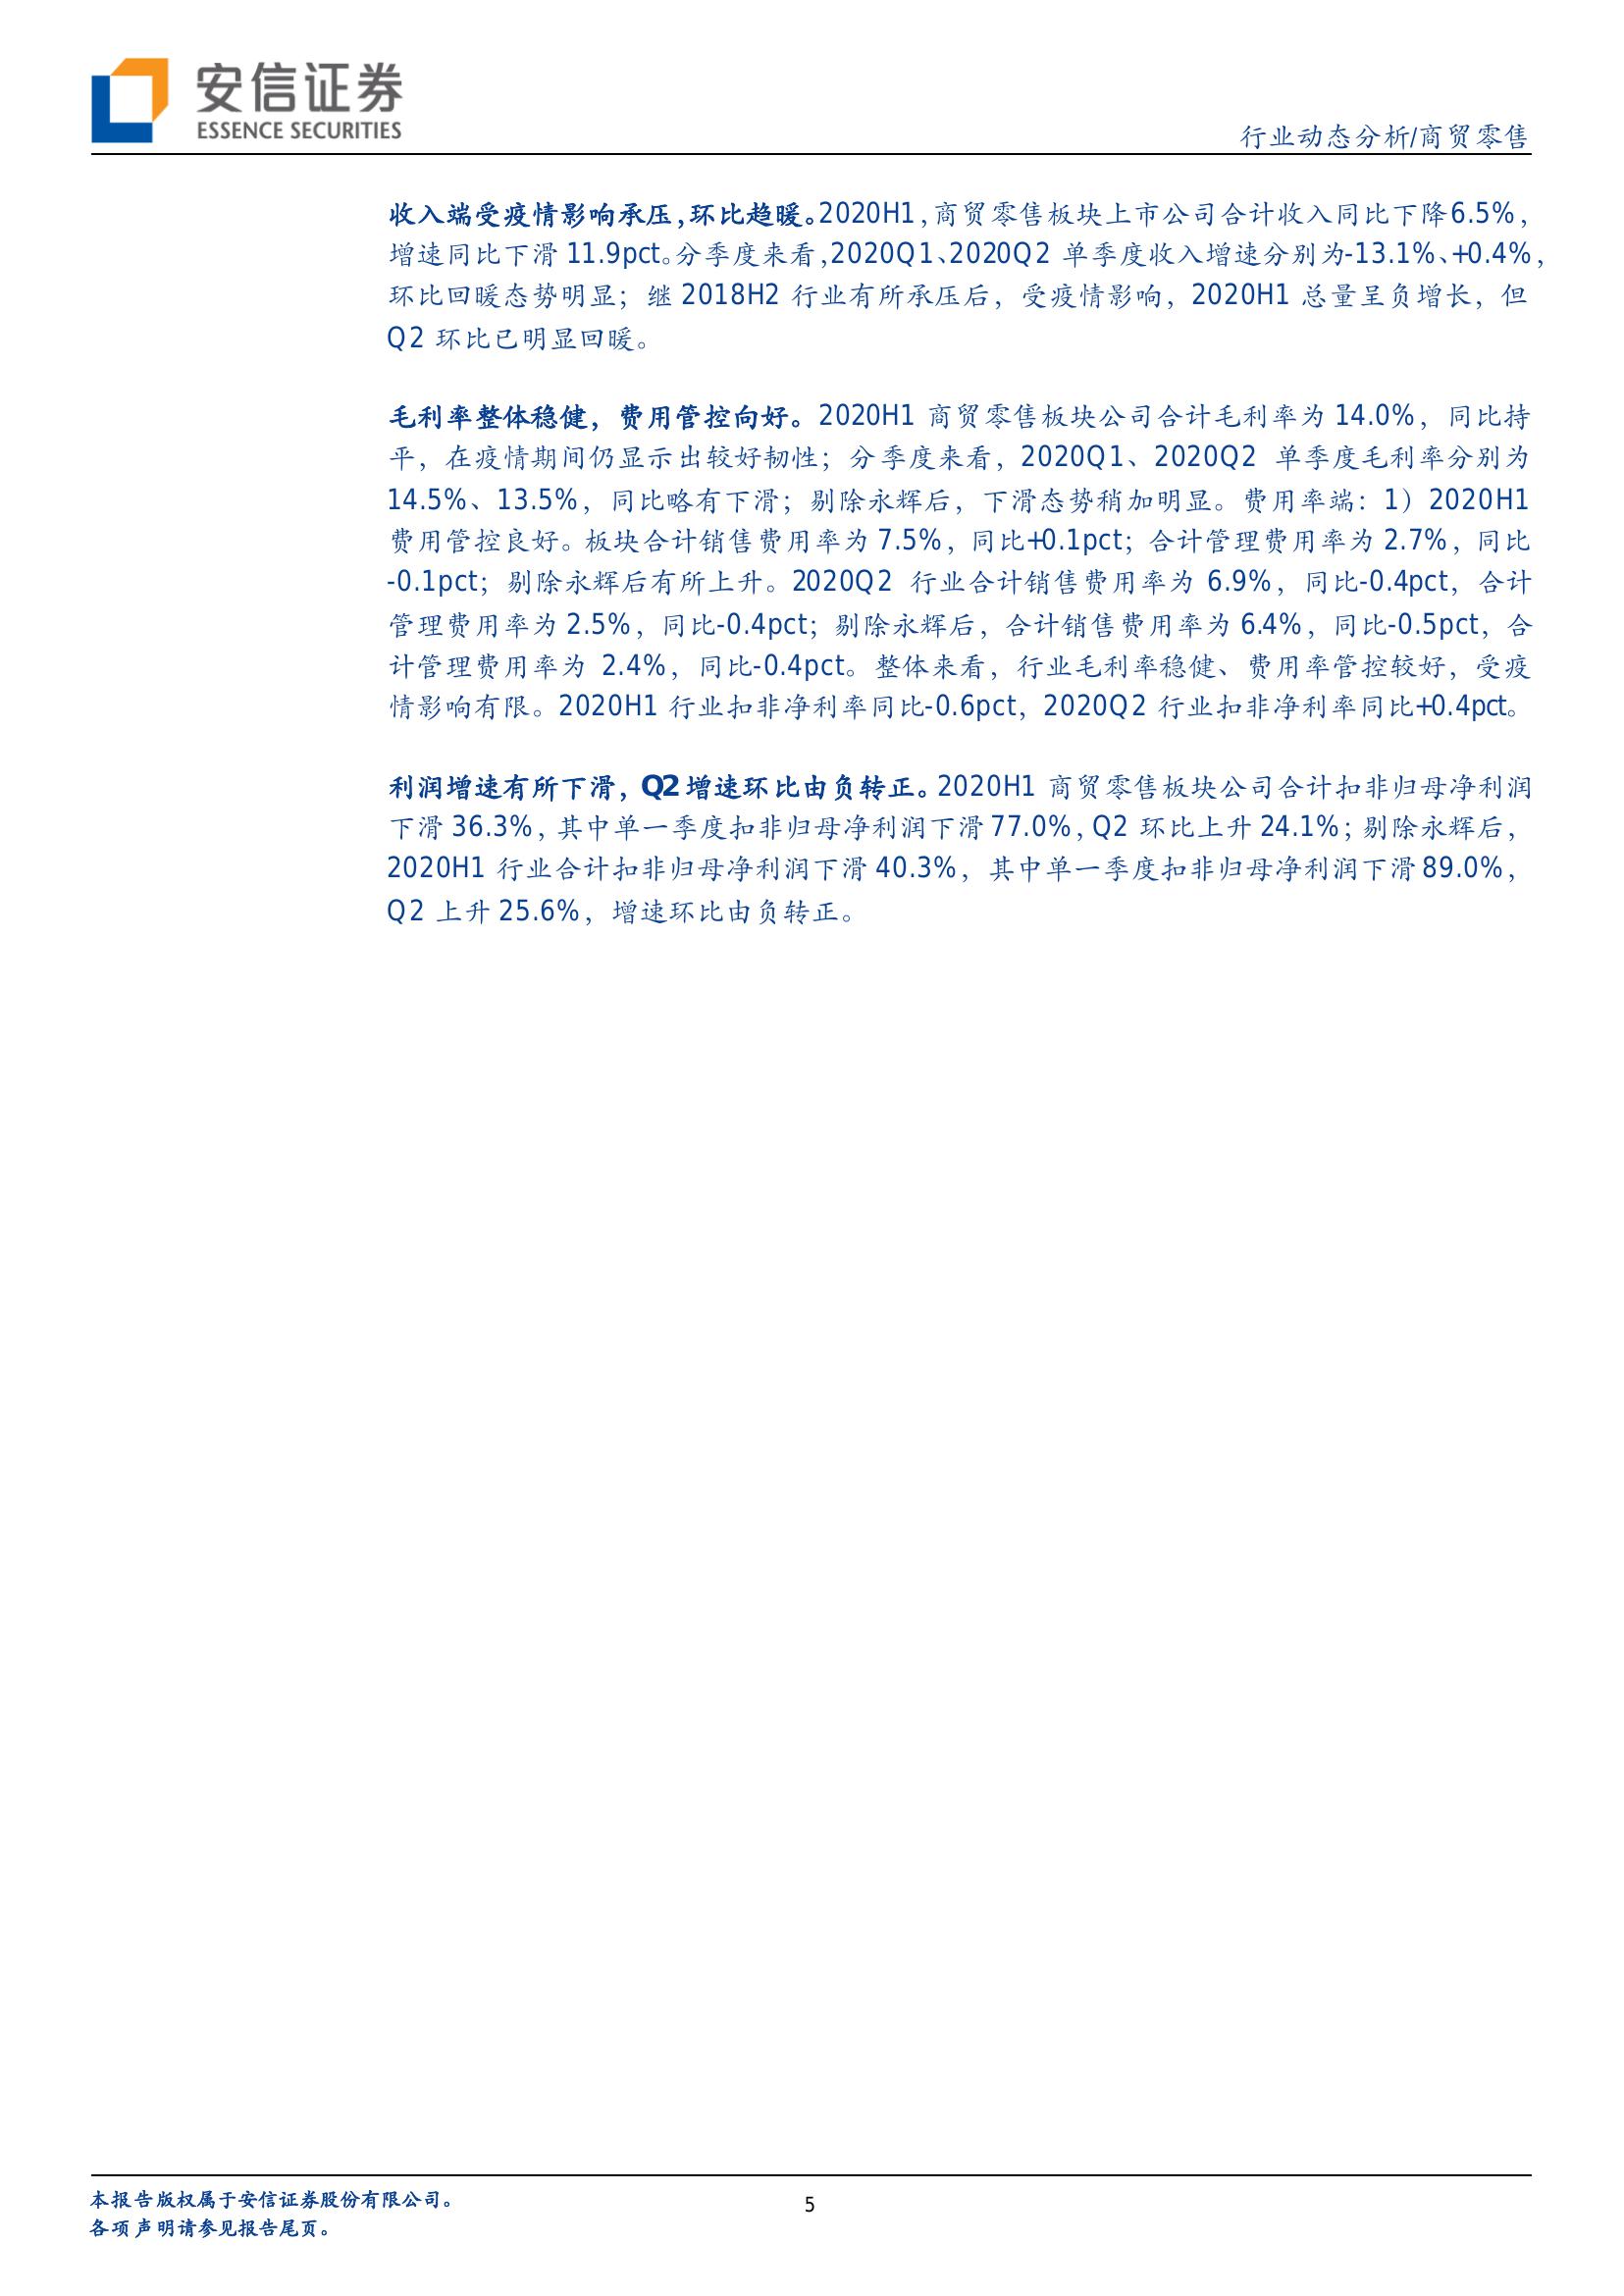 安信证券
ESSENCE SECURITIES
行业动态分析/商贸零售
收入端受疫情影响承压，环比趋暖。2020H1，商贸零售板块上市公司合计收入同比下降6.5%，
增速同比下滑 11.9pct。分季度来看，2020Q1、2020Q2 单季度收入增速分别为-13.1%、+0.4%，
环比回暖态势明显；继 2018H2 行业有所承压后，受疫情影响，2020H1 总量呈负增长，但
Q2 环比已明显回暖。
毛利率整体稳健，费用管控向好。2020H1 商贸零售板块公司合计毛利率为 14.0%，同比持
平，在疫情期间仍显示出较好韧性；分季度来看，2020Q1、2020Q2 单季度毛利率分别为
14.5%、13.5%，同比略有下滑；剔除永辉后，下滑态势稍加明显。费用率端：1）2020H1
费用管控良好。板块合计销售费用率为 7.5%，同比+0.1pct；合计管理费用率为 2.7%，同比
-0.1pct；剔除永辉后有所上升。2020Q2 行业合计销售费用率为 6.9%，同比-0.4pct，合计
管理费用率为 2.5%，同比-0.4pct；剔除永辉后，合计销售费用率为 6.4%，同比-0.5pct，合
计管理费用率为 2.4%，同比-0.4pct。整体来看，行业毛利率稳健、费用率管控较好，受疫
情影响有限。2020H1 行业扣非净利率同比-0.6pct，2020Q2 行业扣非净利率同比+0.4pct。
利润增速有所下滑，Q2 增速环比由负转正。2020H1 商贸零售板块公司合计扣非归母净利润
下滑 36.3%，其中单一季度扣非归母净利润下滑 77.0%，Q2 环比上升 24.1%；剔除永辉后，
2020H1 行业合计扣非归母净利润下滑 40.3%，其中单一季度扣非归母净利润下滑 89.0%，
Q2 上升 25.6%，增速环比由负转正。
本报告版权属于安信证券股份有限公司。
各项声明请参见报告尾页。
5